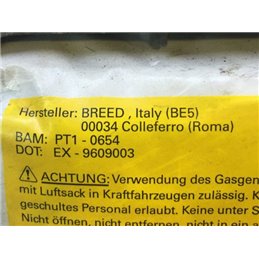 Hersteller: BREED , Italy (BE5)
00034 Colleferro (Roma)
BAM: PT1 - 0654
DOT: EX - 9609003
ACHTUNG: Verwendung des Gasgen
mit Luftsack in Kraftfahrzeugen zulässig. K
geschultes Personal erlaubt. Keine unter S
Nicht öffnen, nicht entfernen, nicht in ein